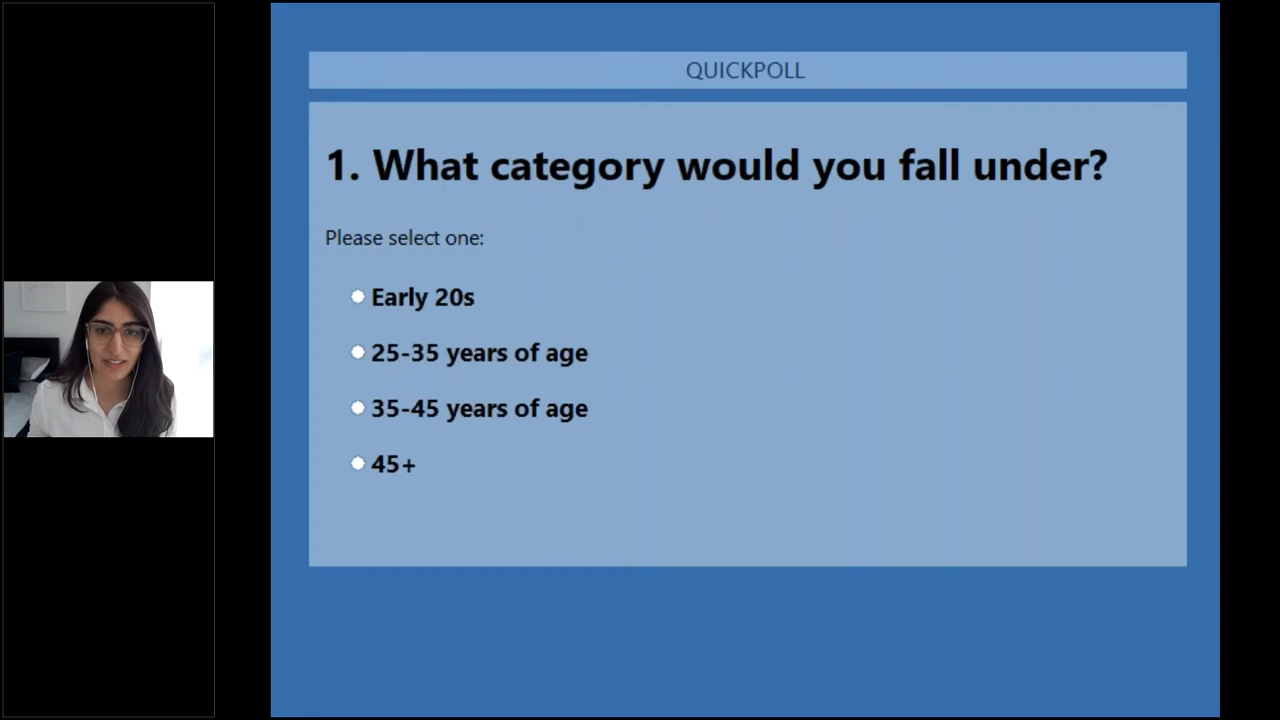 QUICKPOLL
1. What category would you fall under?
Please select one:
Early 20s
25-35 years of age
35-45 years of age
45+